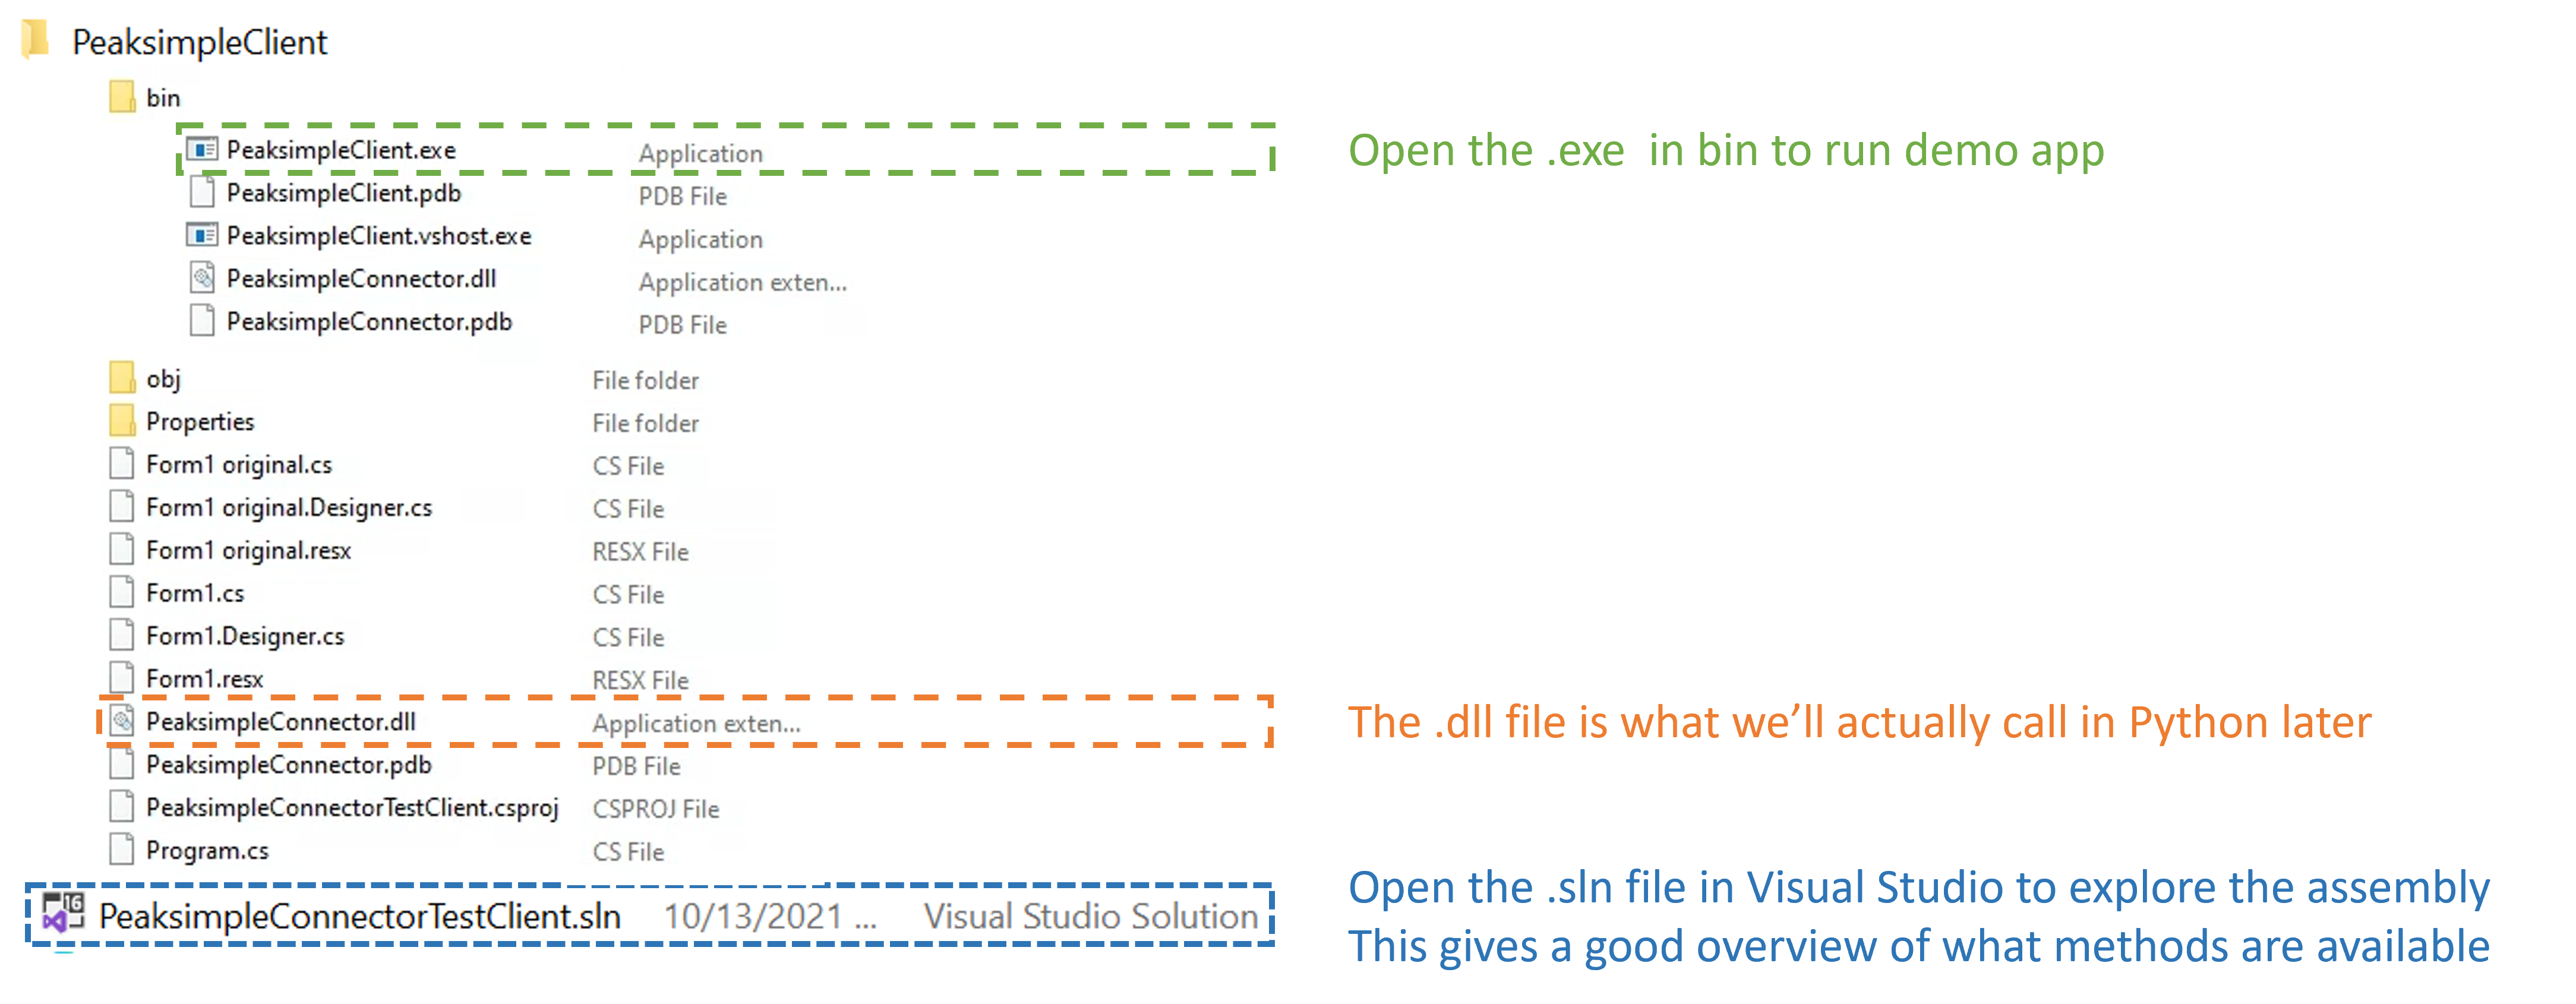 PeaksimpleClient
bin
PeaksimpleClient.exe Application
Open the .exe in bin to run demo app
PeaksimpleClient.pdb PDB File
PeaksimpleClient.vshost.exe Application
PeaksimpleConnector.dll Application exten...
PeaksimpleConnector.pdb PDB File
obj File folder
Properties File folder
Form1 original.cs CS File
Form1 original.Designer.cs CS File
Form1 original.resx RESX File
Form1.cs CS File
Form1.Designer.cs CS File
Form1.resx RESX File
PeaksimpleConnector.dll Application exten...
The .dll file is what we’ll actually call in Python later
PeaksimpleConnector.pdb PDB File
PeaksimpleConnectorTestClient.csproj CSPROJ File
Program.cs CS File
16
PeaksimpleConnectorTestClient.sln 10/13/2021 ... Visual Studio Solution
Open the .sln file in Visual Studio to explore the assembly
This gives a good overview of what methods are available